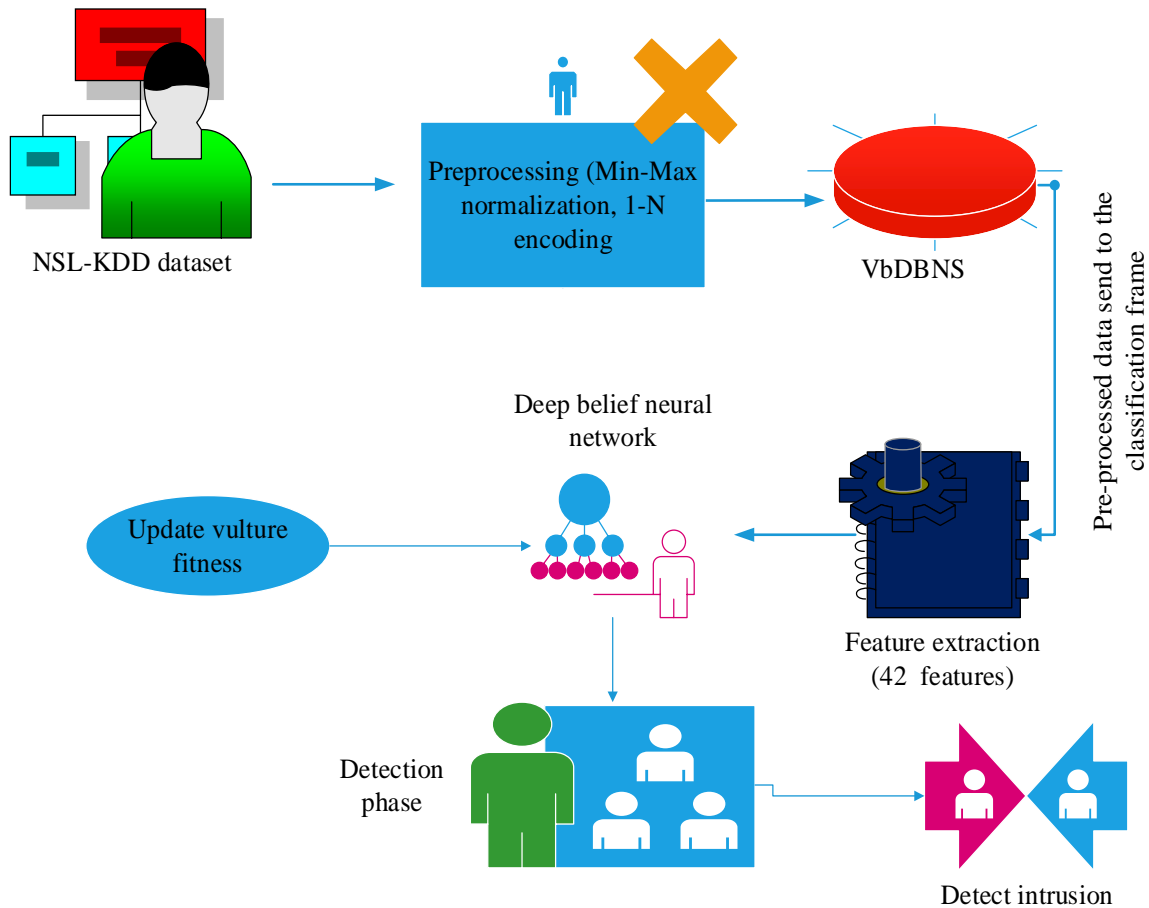 Preprocessing (Min-Max
normalization, 1-N
encoding
NSL-KDD dataset
VbDBNS
Pre-processed data send to the
classification frame
Deep belief neural
network
Update vulture
fitness
Feature extraction
(42 features)
Detection
phase
Detect intrusion